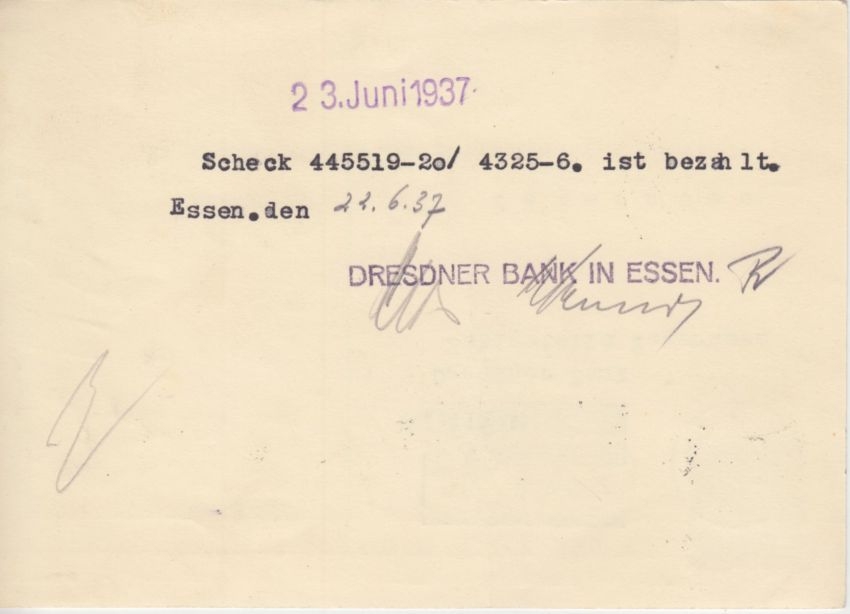 23.Juni1937
Scheck 445519-2o/ 4325-6. ist bezahlt.
Essen.den 22.6.37
DRESDNER BANK IN ESSEN.